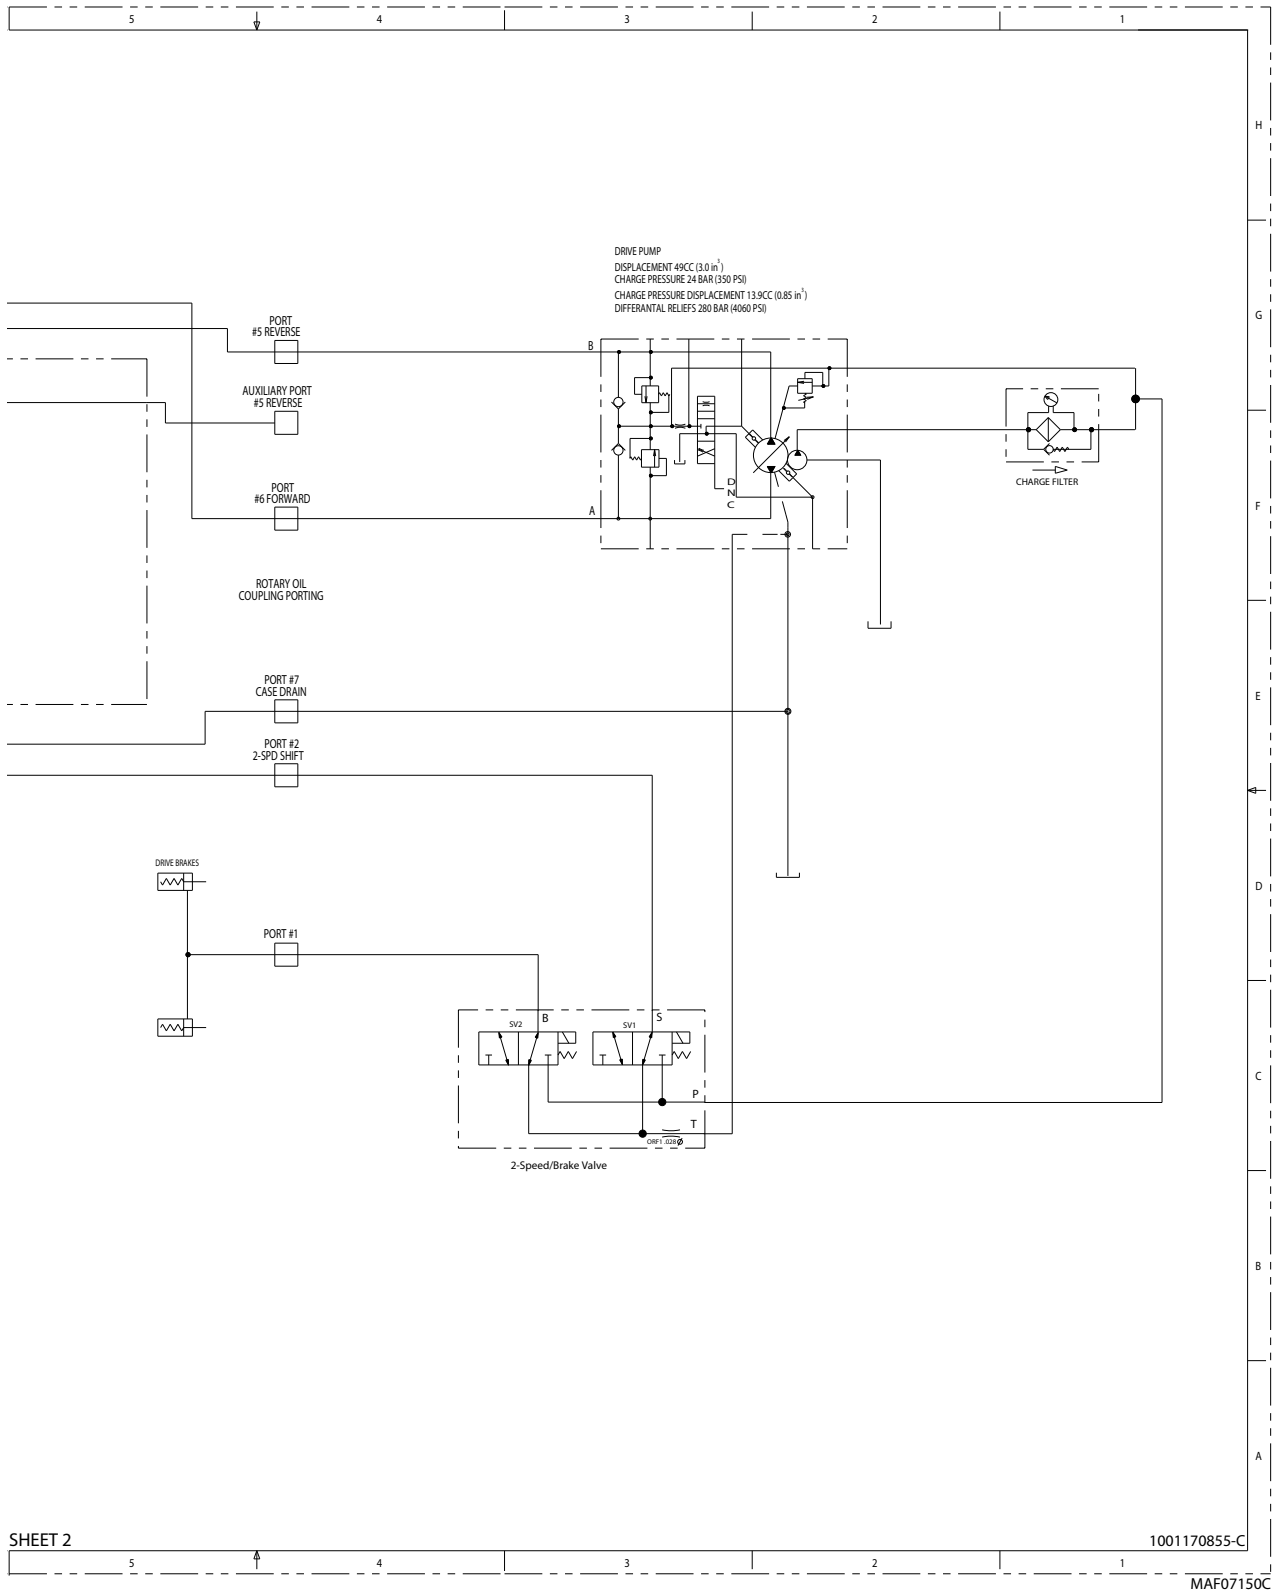 5 4 3 2 1
H
DRIVE PUMP
DISPLACEMENT 49CC (3.0 in³)
CHARGE PRESSURE 24 BAR (350 PSI)
CHARGE PRESSURE DISPLACEMENT 13.9CC (0.85 in³)
DIFFERANTAL RELIEFS 280 BAR (4060 PSI)
G
PORT
#5 REVERSE
B
AUXILIARY PORT
#5 REVERSE
CHARGE FILTER
D
N
C
PORT
#6 FORWARD
A
F
ROTARY OIL
COUPLING PORTING
PORT #7
CASE DRAIN
E
PORT #2
2-SPD SHIFT
DRIVE BRAKES
D
PORT #1
SV2
B
SV1
S
C
P
T
ORF1 .028Ø
2-Speed/Brake Valve
B
A
SHEET 2
1001170855-C
5 4 3 2 1
MAF07150C